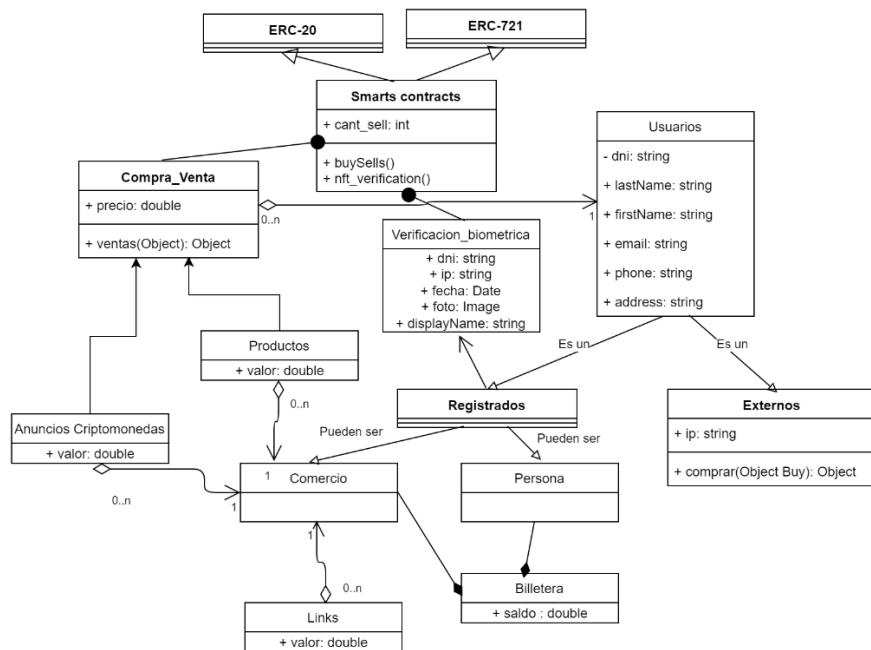 ERC-20
ERC-721
Smarts contracts
+ cant_sell: int
+ buySells()
+ nft_verification()
Usuarios
- dni: string
+ lastName: string
+ firstName: string
+ email: string
+ phone: string
+ address: string
Compra_Venta
+ precio: double
+ ventas(Object): Object
0..n
1
Verificacion_biometrica
+ dni: string
+ ip: string
+ fecha: Date
+ foto: Image
+ displayName: string
Productos
+ valor: double
0..n
Es un
Es un
Registrados
Externos
+ ip: string
+ comprar(Object Buy): Object
Anuncios Criptomonedas
+ valor: double
0..n
1
Pueden ser
Pueden ser
1
Comercio
Persona
1
0..n
Billetera
+ saldo : double
Links
+ valor: double